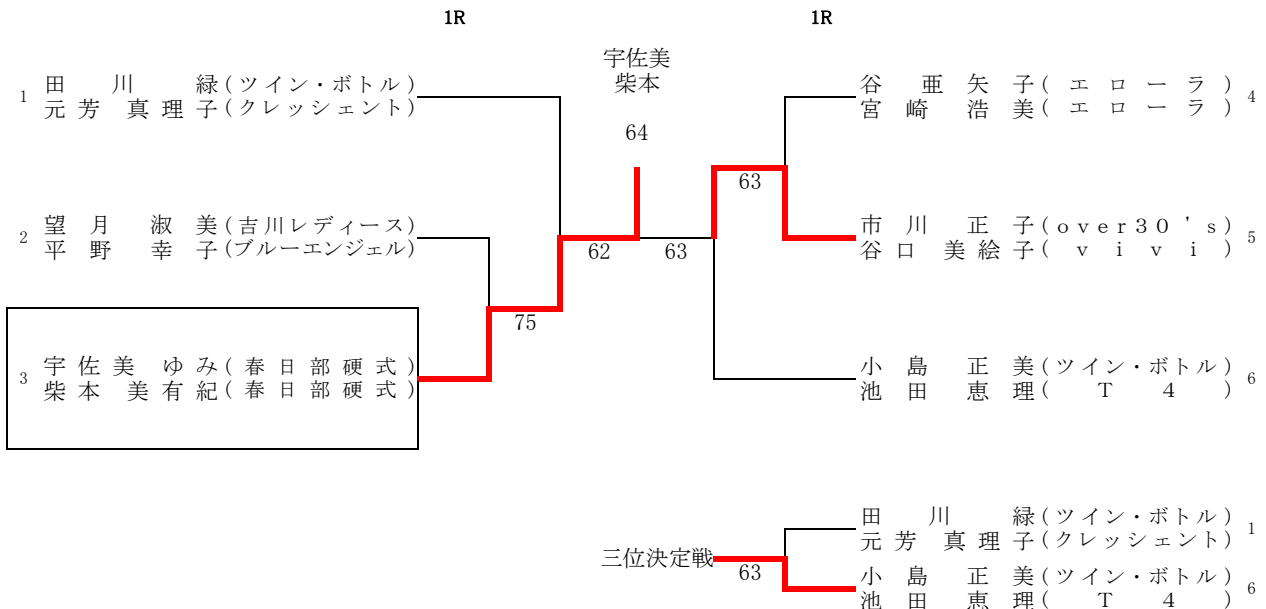 1R
1R
宇佐美
柴本
64
1 田川 緑(ツイン・ボトル)
元芳 真理子(クレッシェント)
谷 亜矢子(エローラ) 4
宮崎 浩美(エローラ)
63
2 望月 淑美(吉川レディース)
平野 幸子(ブルーエンジェル)
市川 正子(over30's) 5
谷口 美絵子(vivi)
62
63
75
3 宇佐美 ゆみ(春日部硬式)
柴本 美有紀(春日部硬式)
小島 正美(ツイン・ボトル) 6
池田 恵理(T4)
田川 緑(ツイン・ボトル) 1
元芳 真理子(クレッシェント)
三位決定戦
63
小島 正美(ツイン・ボトル) 6
池田 恵理(T4)